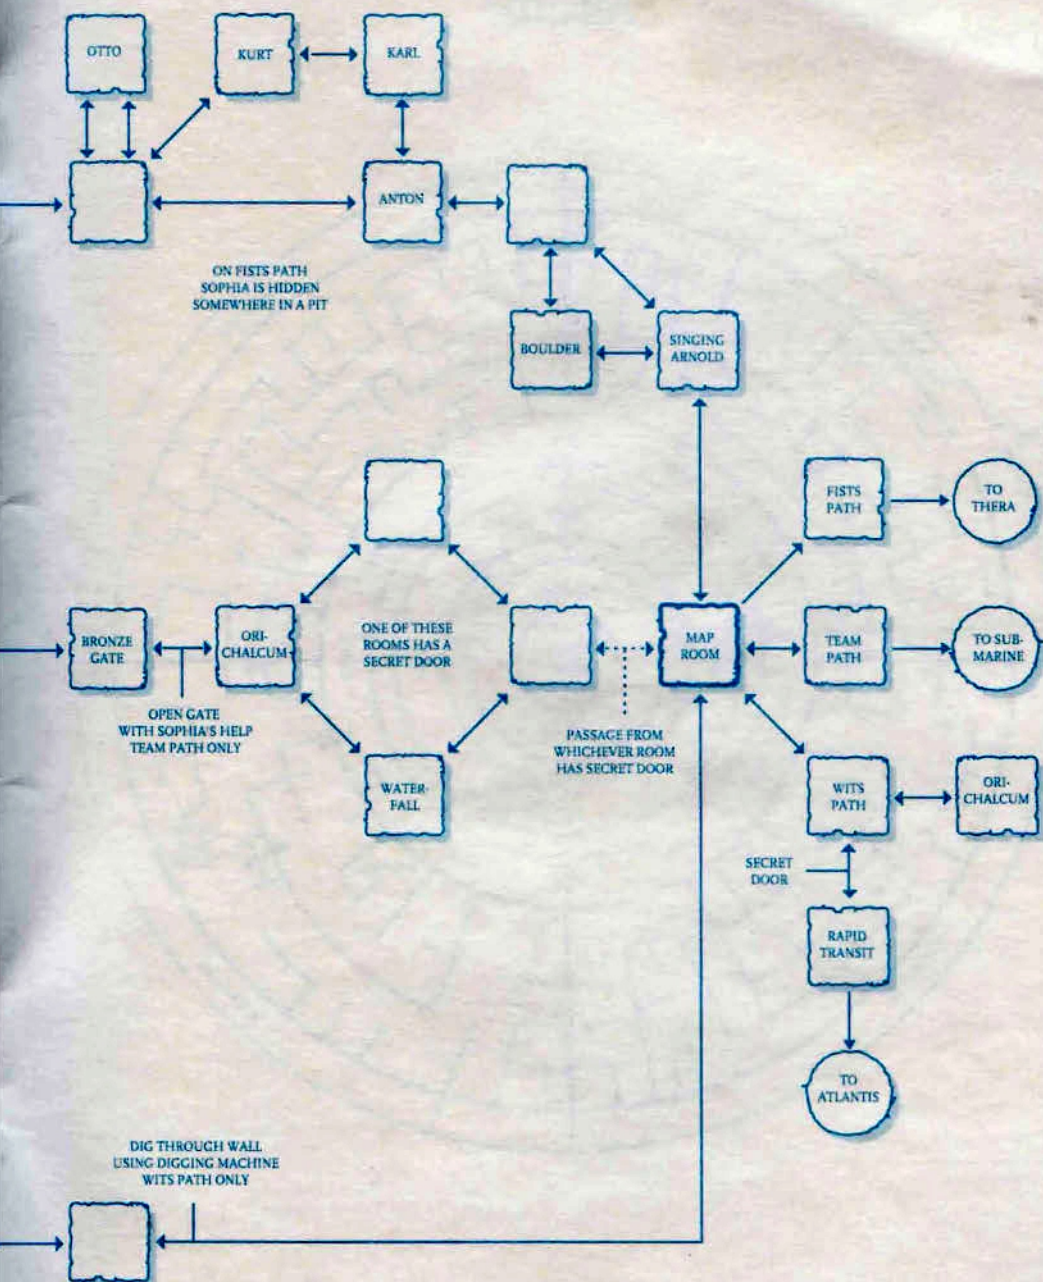 OTTO
KURT
KARL
ANTON
ON FISTS PATH
SOPHIA IS HIDDEN
SOMEWHERE IN A PIT
BOULDER
SINGING
ARNOLD
FISTS
PATH
TO
THERA
BRONZE
GATE
ORI-
CHALCUM
ONE OF THESE
ROOMS HAS A
SECRET DOOR
MAP
ROOM
TEAM
PATH
TO SUB-
MARINE
OPEN GATE
WITH SOPHIA'S HELP
TEAM PATH ONLY
PASSAGE FROM
WHICHEVER ROOM
HAS SECRET DOOR
WATER-
FALL
WITS
PATH
ORI-
CHALCUM
SECRET
DOOR
RAPID
TRANSIT
TO
ATLANTIS
DIG THROUGH WALL
USING DIGGING MACHINE
WITS PATH ONLY